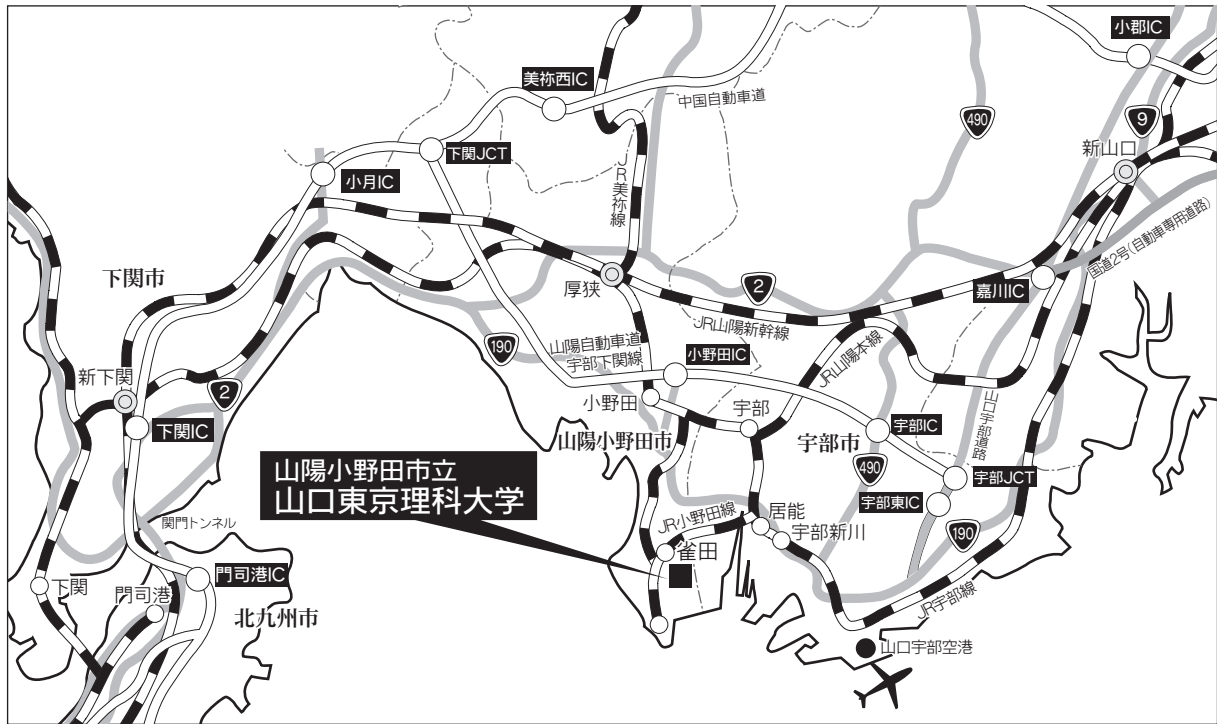 小郡IC
美祢西IC
中国自動車道
490
9
下関JCT
新山口
小月IC
JR美祢線
国道2号(自動車専用道路)
下関市
厚狭
2
嘉川IC
JR山陽新幹線
190
山陽自動車道
宇部下関線
小野田IC
JR山陽本線
新下関
2
小野田
宇部
山口宇部道路
下関IC
山陽小野田市
宇部市
宇部IC
山陽小野田市立
山口東京理科大学
490
宇部JCT
宇部東IC
関門トンネル
JR小野田線
居能
宇部新川
190
雀田
下関
門司港IC
門司港
北九州市
JR宇部線
山口宇部空港